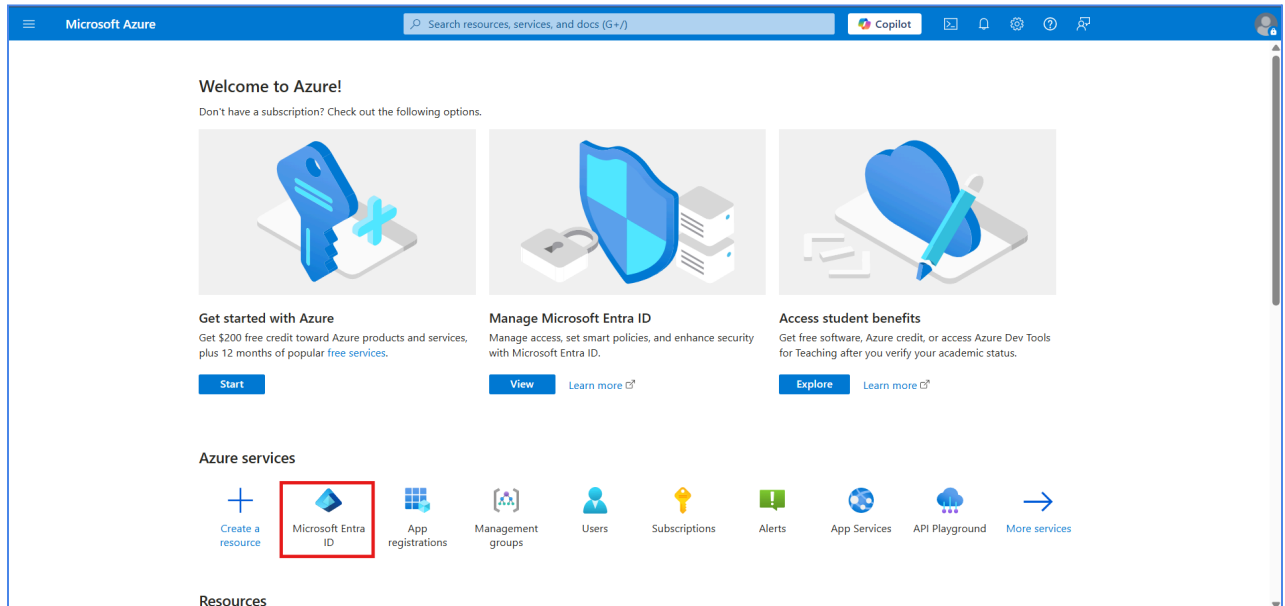 Microsoft Azure
Search resources, services, and docs (G+/)
Copilot
Welcome to Azure!
Don't have a subscription? Check out the following options.
Get started with Azure
Get $200 free credit toward Azure products and services,
plus 12 months of popular free services.
Start
Manage Microsoft Entra ID
Manage access, set smart policies, and enhance security
with Microsoft Entra ID.
View
Learn more
Access student benefits
Get free software, Azure credit, or access Azure Dev Tools
for Teaching after you verify your academic status.
Explore
Learn more
Azure services
Create a
resource
Microsoft Entra
ID
App
registrations
Management
groups
Users
Subscriptions
Alerts
App Services
API Playground
More services
Resources